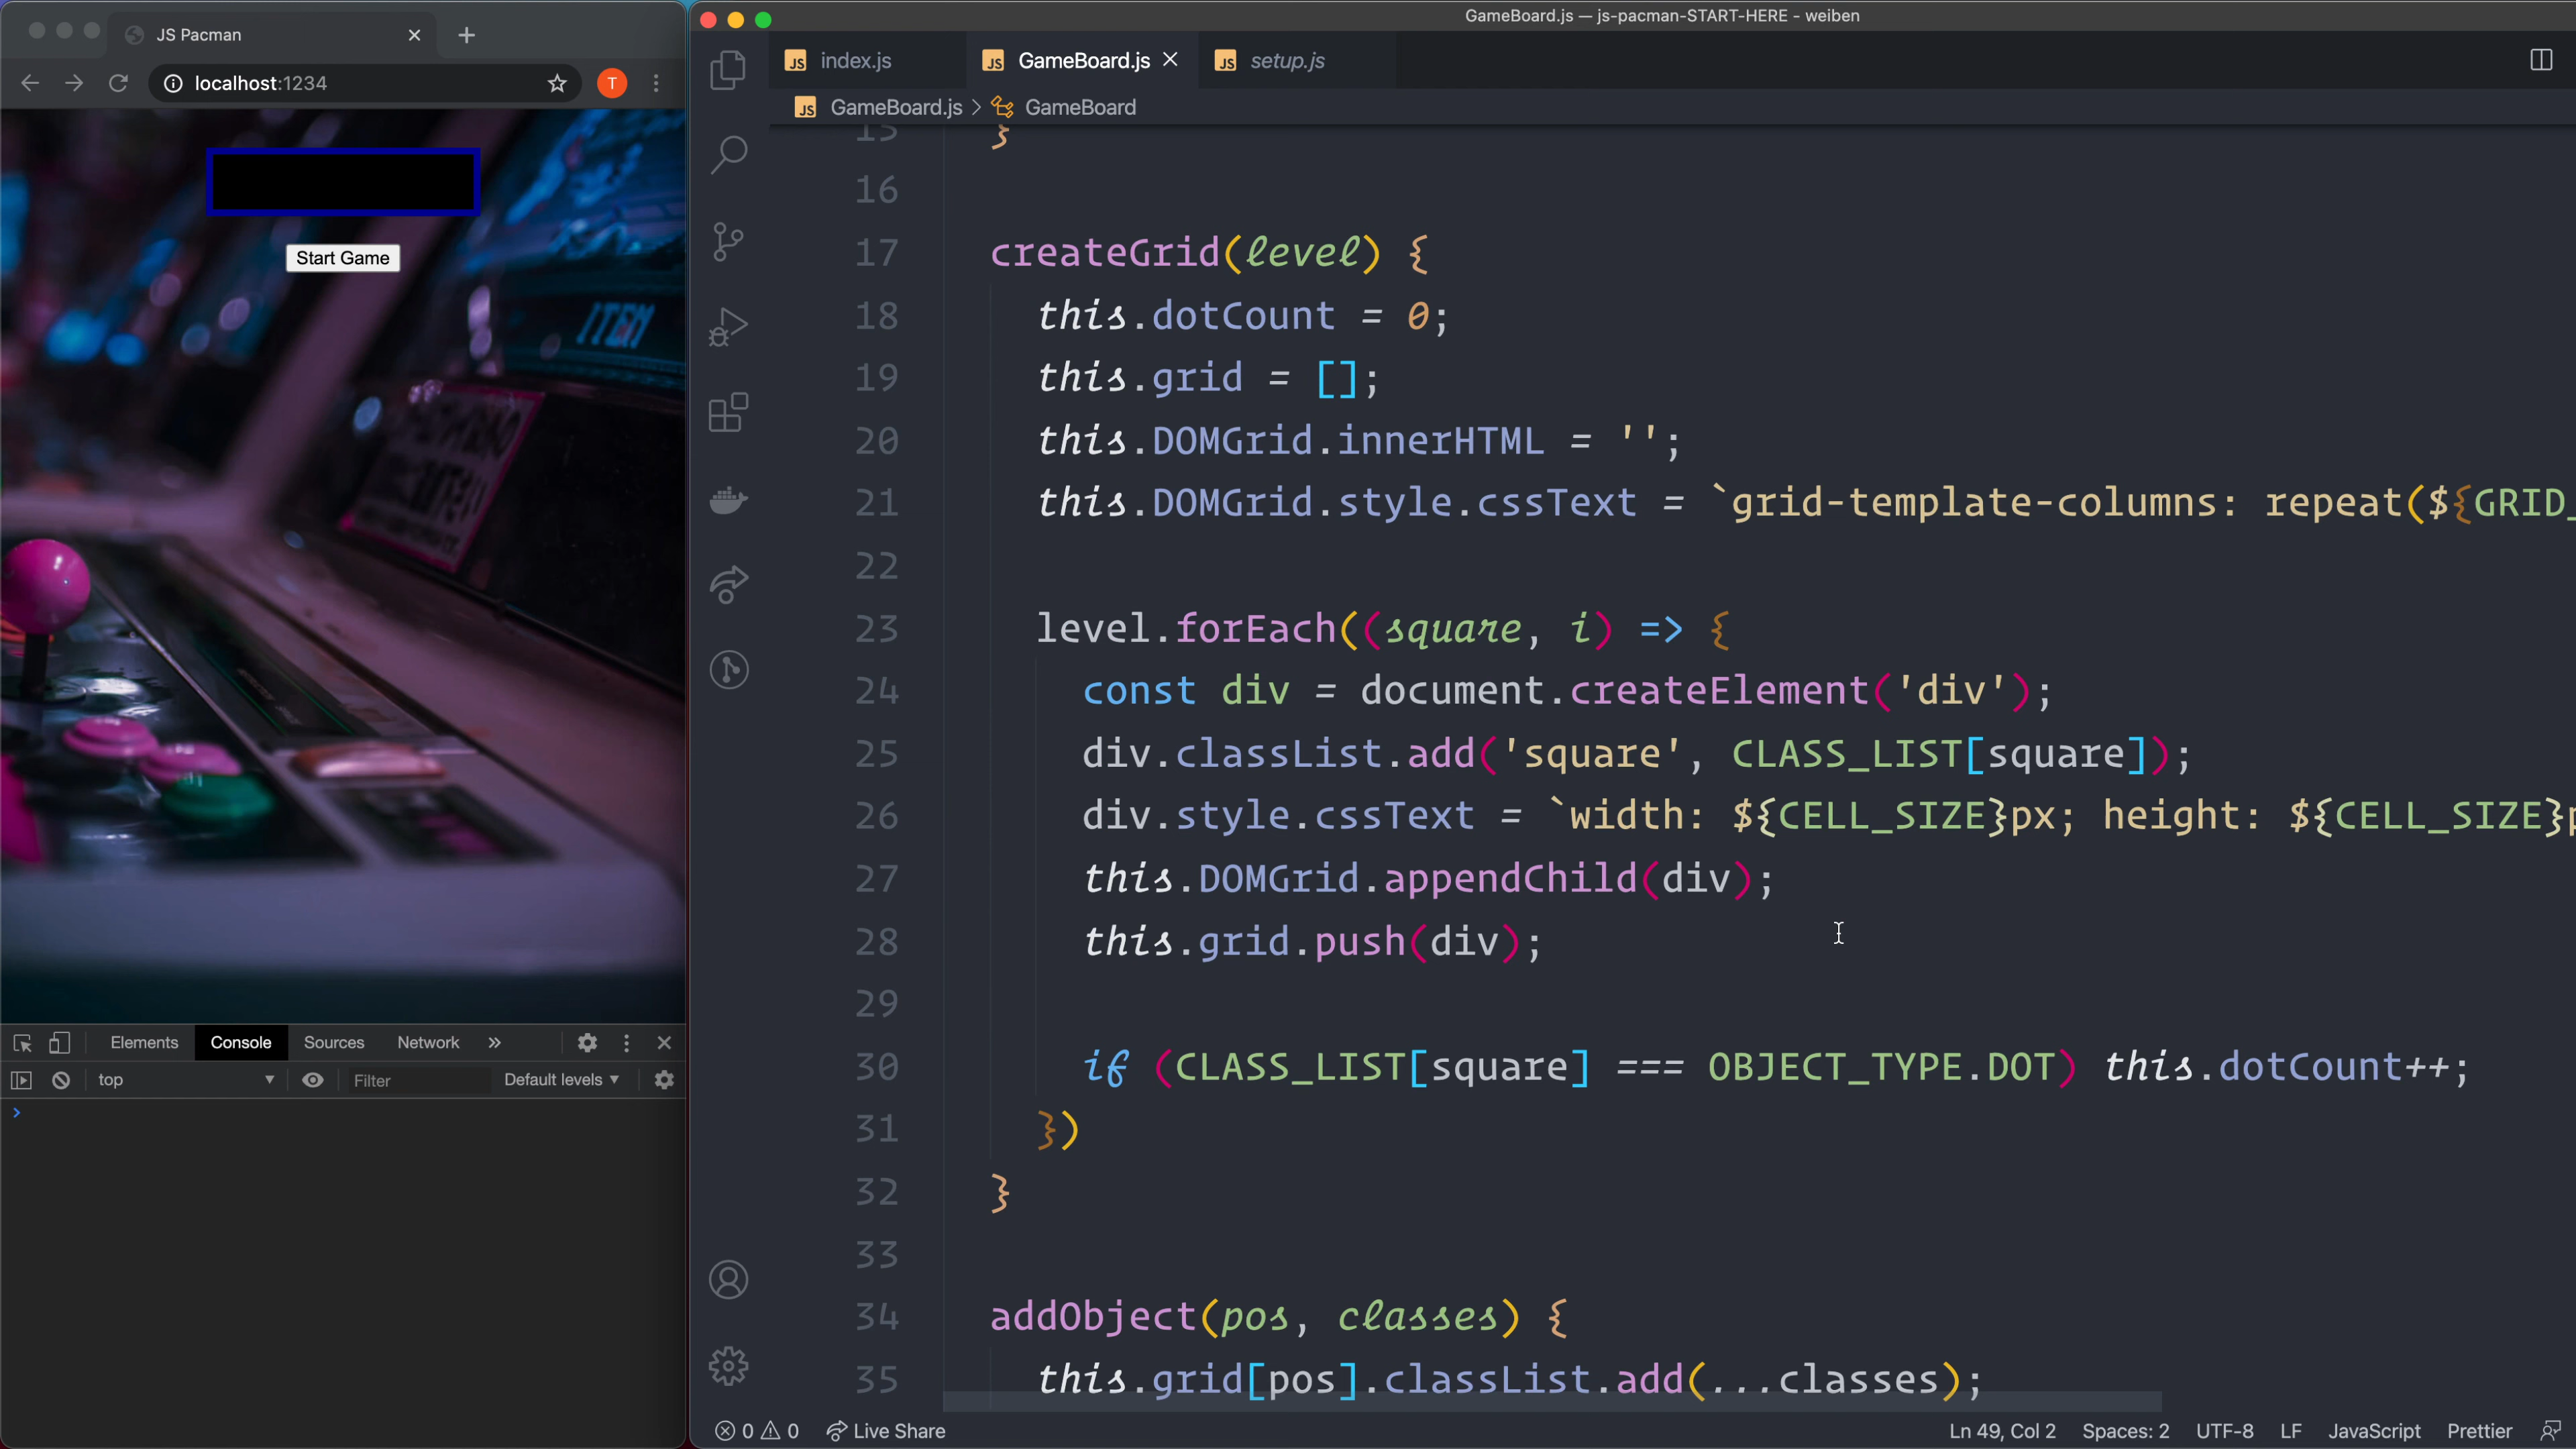 JS Pacman
localhost:1234
T
Start Game
ITEM
Elements Console Sources Network »
top Filter Default levels
GameBoard.js — js-pacman-START-HERE - weiben
JS index.js JS GameBoard.js JS setup.js
JS GameBoard.js > GameBoard
15 }
16
17 createGrid(level) {
18 this.dotCount = 0;
19 this.grid = [];
20 this.DOMGrid.innerHTML = '';
21 this.DOMGrid.style.cssText = `grid-template-columns: repeat(${GRID_
22
23 level.forEach((square, i) => {
24 const div = document.createElement('div');
25 div.classList.add('square', CLASS_LIST[square]);
26 div.style.cssText = `width: ${CELL_SIZE}px; height: ${CELL_SIZE}p
27 this.DOMGrid.appendChild(div);
28 this.grid.push(div);
29
30 if (CLASS_LIST[square] === OBJECT_TYPE.DOT) this.dotCount++;
31 })
32 }
33
34 addObject(pos, classes) {
35 this.grid[pos].classList.add(...classes);
0 0 Live Share Ln 49, Col 2 Spaces: 2 UTF-8 LF JavaScript Prettier